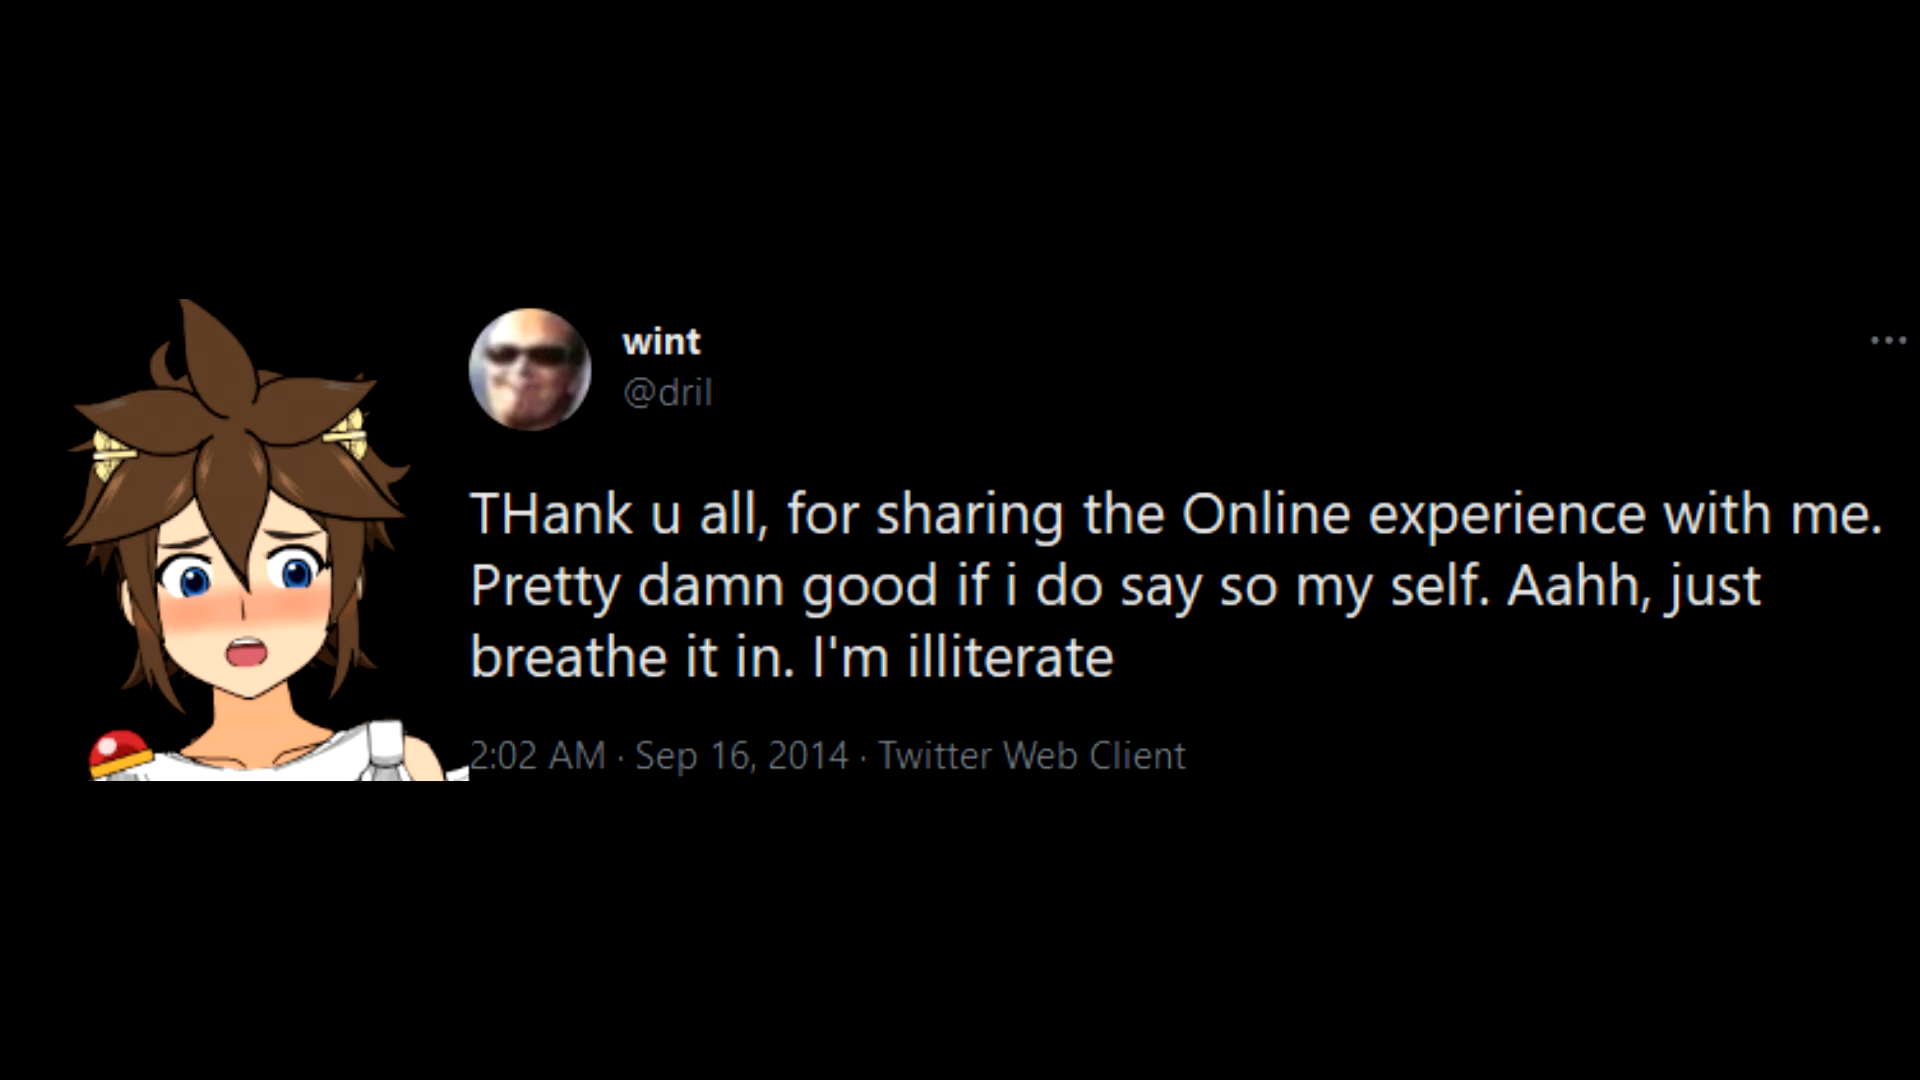 wint
@dril
THank u all, for sharing the Online experience with me.
Pretty damn good if i do say so my self. Aahh, just
breathe it in. I'm illiterate
2:02 AM · Sep 16, 2014 · Twitter Web Client